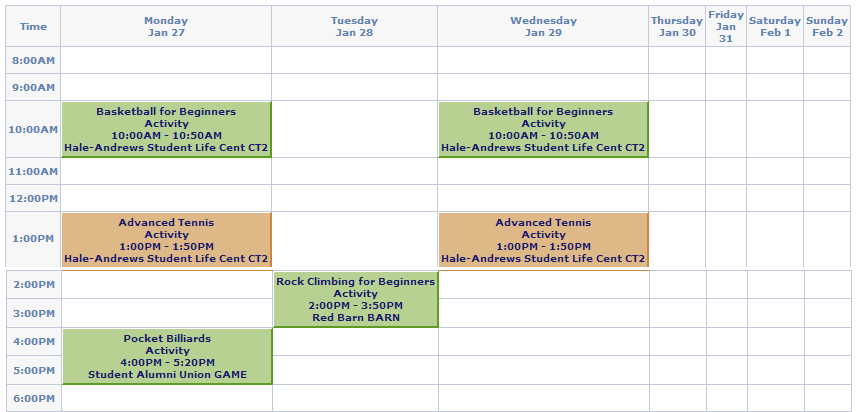 Time
Monday
Jan 27
Tuesday
Jan 28
Wednesday
Jan 29
Thursday
Jan 30
Friday
Jan
31
Saturday
Feb 1
Sunday
Feb 2
8:00AM
9:00AM
10:00AM
Basketball for Beginners
Activity
10:00AM - 10:50AM
Hale-Andrews Student Life Cent CT2
Basketball for Beginners
Activity
10:00AM - 10:50AM
Hale-Andrews Student Life Cent CT2
11:00AM
12:00PM
1:00PM
Advanced Tennis
Activity
1:00PM - 1:50PM
Hale-Andrews Student Life Cent CT2
Advanced Tennis
Activity
1:00PM - 1:50PM
Hale-Andrews Student Life Cent CT2
2:00PM
Rock Climbing for Beginners
Activity
2:00PM - 3:50PM
Red Barn BARN
3:00PM
4:00PM
Pocket Billiards
Activity
4:00PM - 5:20PM
Student Alumni Union GAME
5:00PM
6:00PM